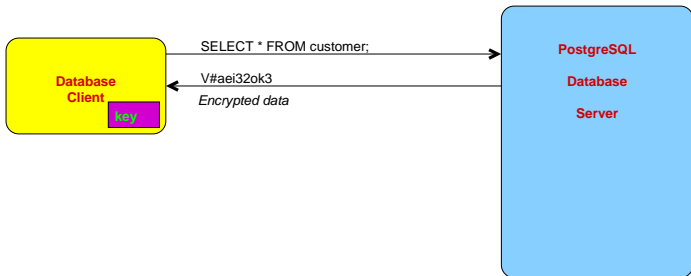 SELECT * FROM customer;
V#aei32ok3
Encrypted data
Database
Client
key
PostgreSQL
Database
Server